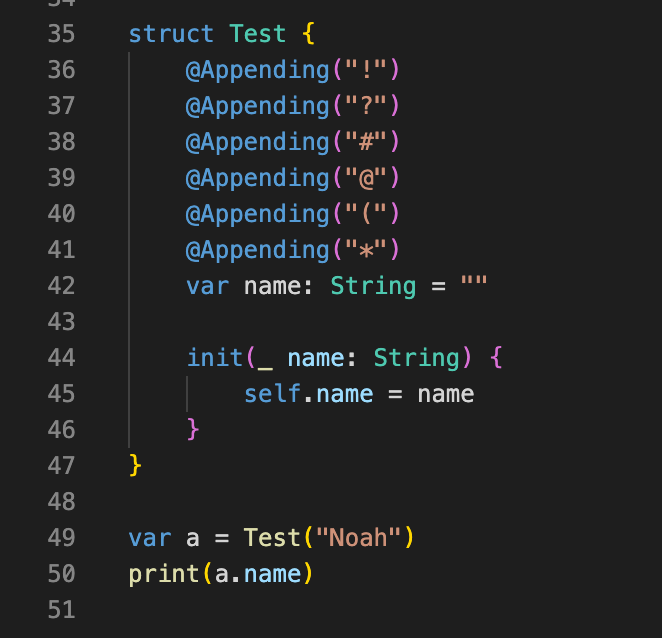 35 struct Test {
36 @Appending("!")
37 @Appending("?")
38 @Appending("#")
39 @Appending("@")
40 @Appending("(")
41 @Appending("*")
42 var name: String = ""
43
44 init(_ name: String) {
45 self.name = name
46 }
47 }
48
49 var a = Test("Noah")
50 print(a.name)
51